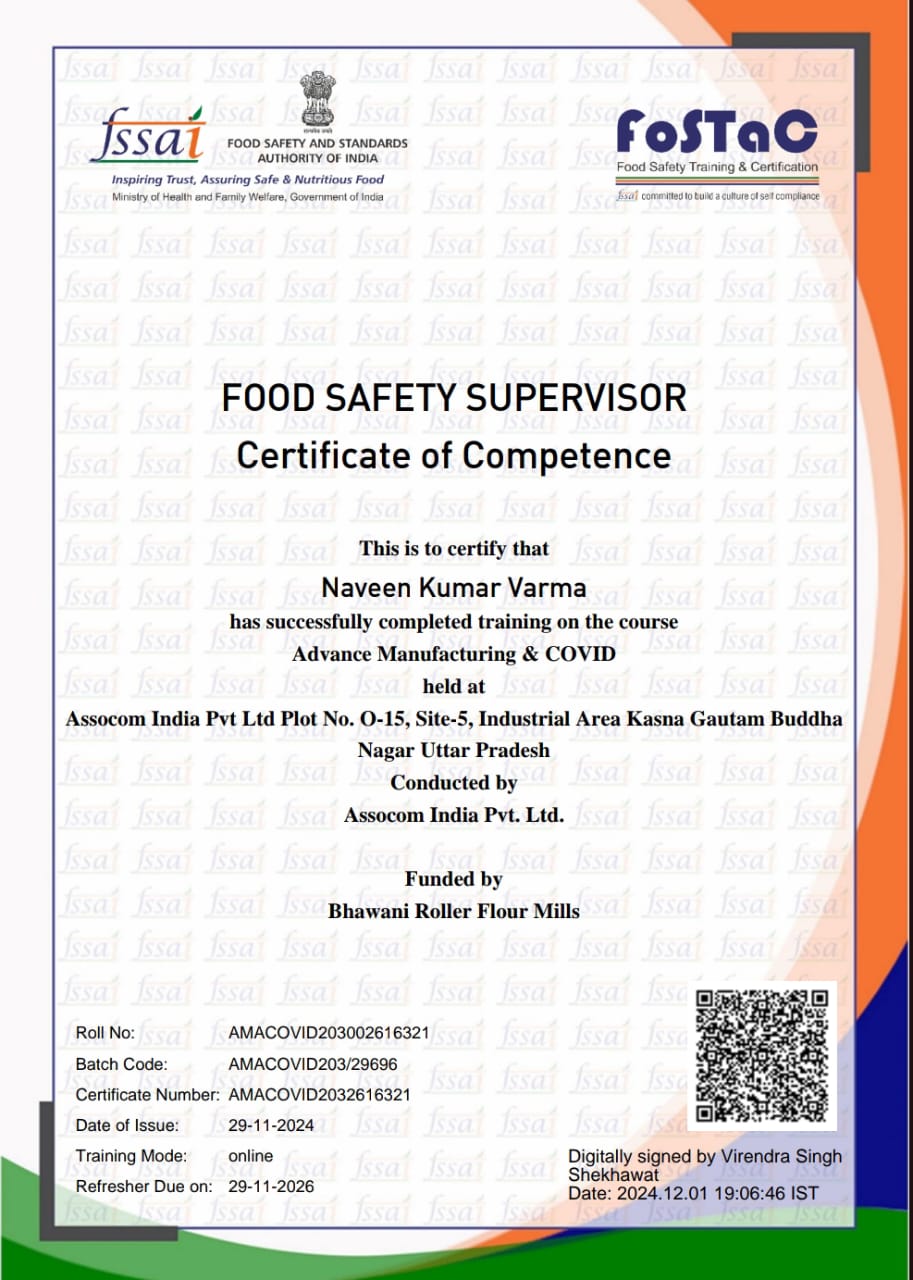 fssai
सत्यमेव जयते
FOOD SAFETY AND STANDARDS
AUTHORITY OF INDIA
Inspiring Trust, Assuring Safe & Nutritious Food
Ministry of Health and Family Welfare, Government of India
FoSTaC
Food Safety Training & Certification
fssai committed to build a culture of self compliance
FOOD SAFETY SUPERVISOR
Certificate of Competence
This is to certify that
Naveen Kumar Varma
has successfully completed training on the course
Advance Manufacturing & COVID
held at
Assocom India Pvt Ltd Plot No. O-15, Site-5, Industrial Area Kasna Gautam Buddha
Nagar Uttar Pradesh
Conducted by
Assocom India Pvt. Ltd.
Funded by
Bhawani Roller Flour Mills
Roll No: AMACOVID203002616321
Batch Code: AMACOVID203/29696
Certificate Number: AMACOVID2032616321
Date of Issue: 29-11-2024
Training Mode: online
Refresher Due on: 29-11-2026
Digitally signed by Virendra Singh
Shekhawat
Date: 2024.12.01 19:06:46 IST